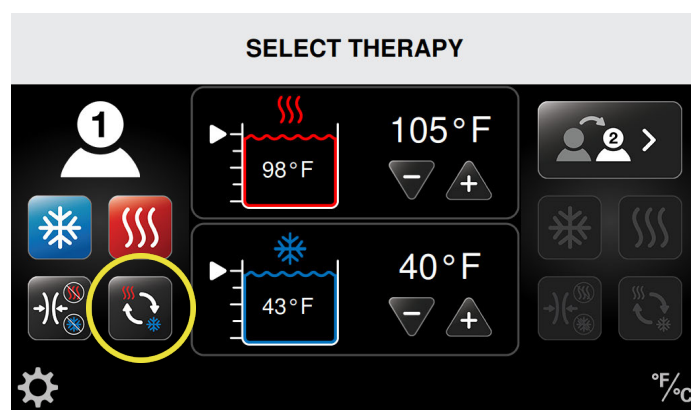 SELECT THERAPY
1
98°F
105°F
- +
2
43°F
40°F
- +
°F/°C